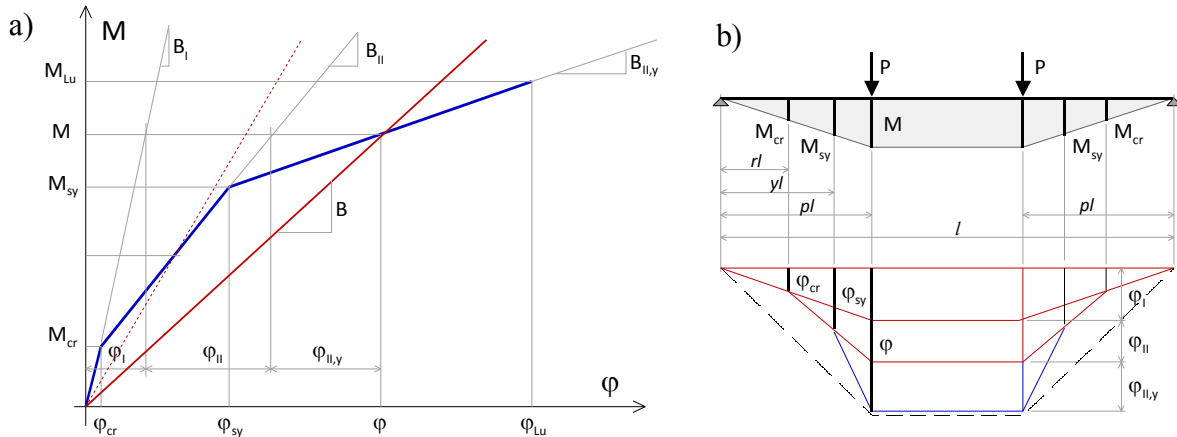 a)
M
B_I
B_II
B_II,y
M_Lu
M
M_sy
B
M_cr
φ_I
φ_II
φ_II,y
φ
φ_cr
φ_sy
φ
φ_Lu
b)
P
P
M_cr
M
M_cr
M_sy
M_sy
rl
yl
pl
pl
l
φ_cr
φ_sy
φ_I
φ
φ_II
φ_II,y